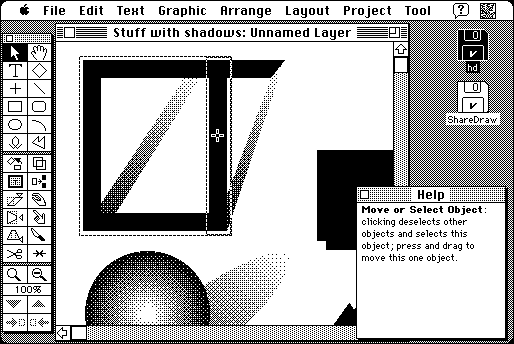 File Edit Text Graphic Arrange Layout Project Tool
Stuff with shadows: Unnamed Layer
hd
ShareDraw
T
100%
Help
Move or Select Object:
clicking deselects other
objects and selects this
object; press and drag to
move this one object.